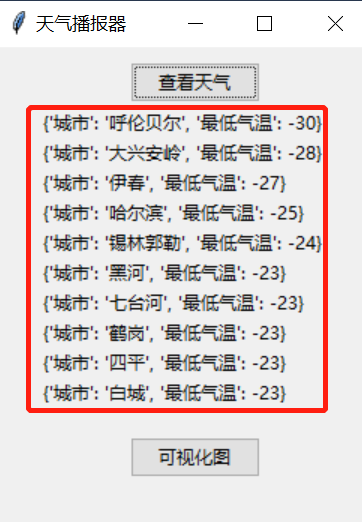 天气播报器
查看天气
{'城市': '呼伦贝尔', '最低气温': -30}
{'城市': '大兴安岭', '最低气温': -28}
{'城市': '伊春', '最低气温': -27}
{'城市': '哈尔滨', '最低气温': -25}
{'城市': '锡林郭勒', '最低气温': -24}
{'城市': '黑河', '最低气温': -23}
{'城市': '七台河', '最低气温': -23}
{'城市': '鹤岗', '最低气温': -23}
{'城市': '四平', '最低气温': -23}
{'城市': '白城', '最低气温': -23}
可视化图